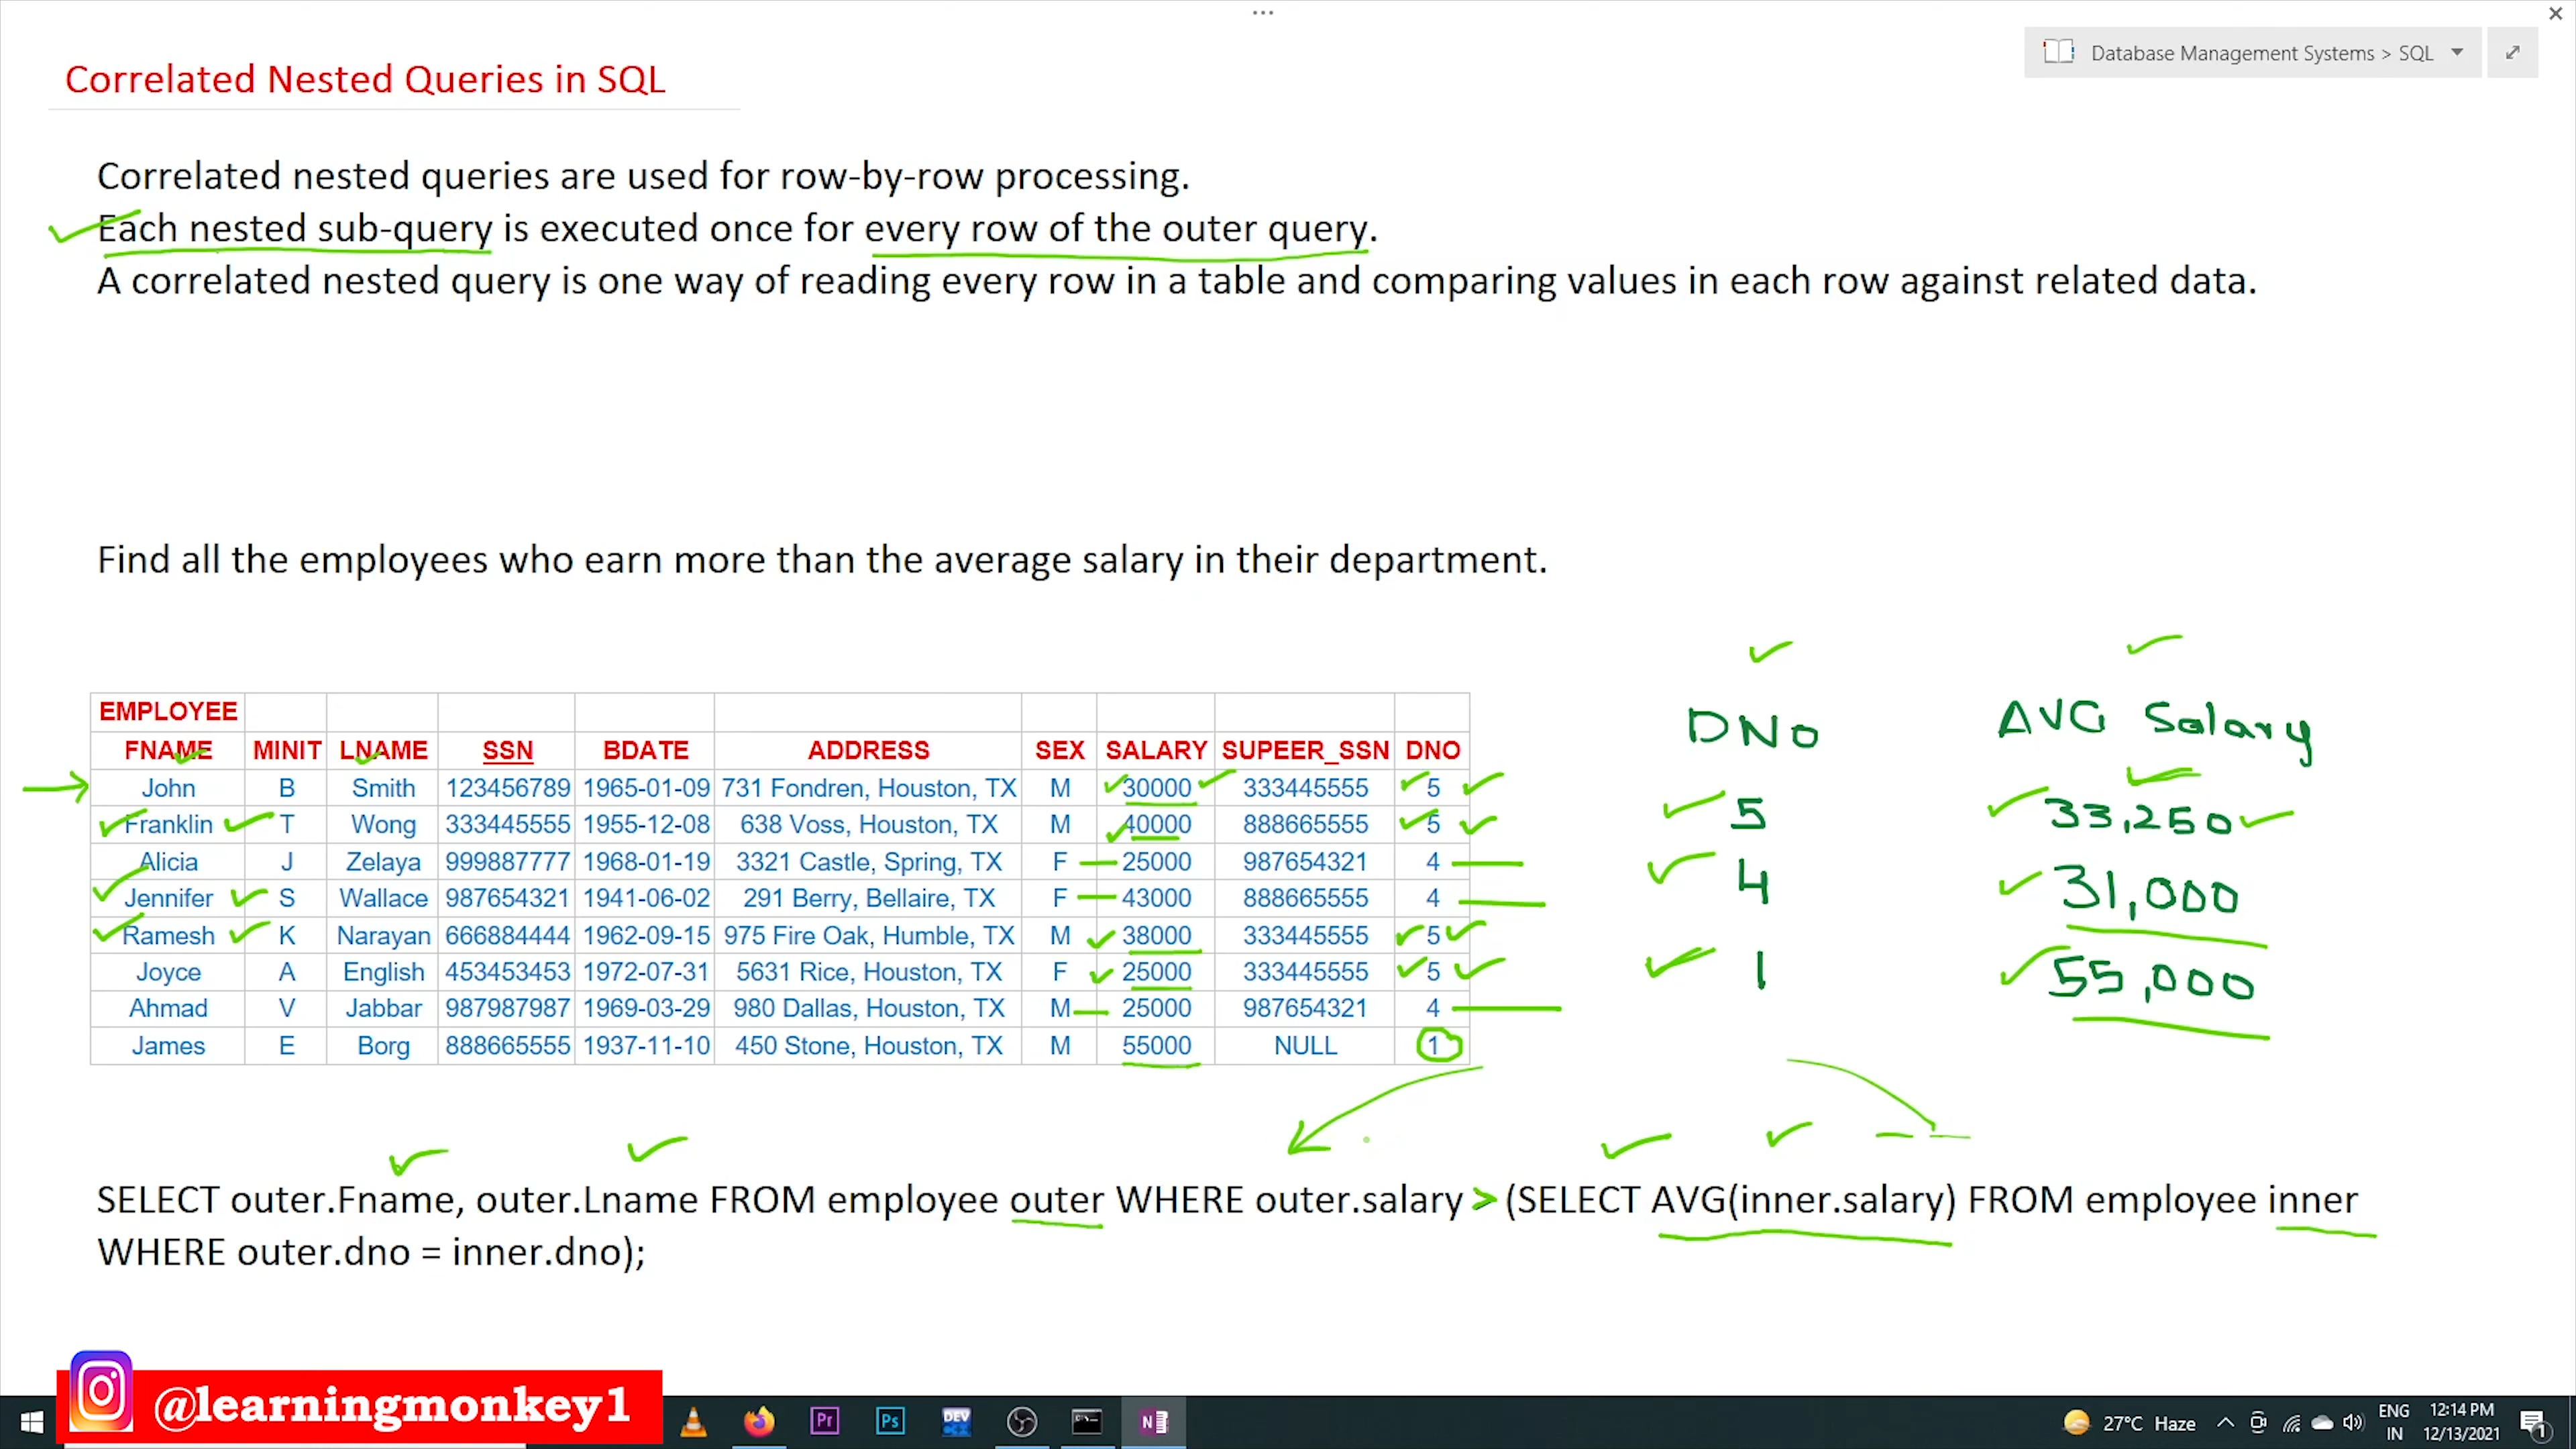 Database Management Systems > SQL
Correlated Nested Queries in SQL
Correlated nested queries are used for row-by-row processing.
Each nested sub-query is executed once for every row of the outer query.
A correlated nested query is one way of reading every row in a table and comparing values in each row against related data.
Find all the employees who earn more than the average salary in their department.
EMPLOYEE
FNAME MINIT LNAME SSN BDATE ADDRESS SEX SALARY SUPEER_SSN DNO
John B Smith 123456789 1965-01-09 731 Fondren, Houston, TX M 30000 333445555 5
Franklin T Wong 333445555 1955-12-08 638 Voss, Houston, TX M 40000 888665555 5
Alicia J Zelaya 999887777 1968-01-19 3321 Castle, Spring, TX F 25000 987654321 4
Jennifer S Wallace 987654321 1941-06-02 291 Berry, Bellaire, TX F 43000 888665555 4
Ramesh K Narayan 666884444 1962-09-15 975 Fire Oak, Humble, TX M 38000 333445555 5
Joyce A English 453453453 1972-07-31 5631 Rice, Houston, TX F 25000 333445555 5
Ahmad V Jabbar 987987987 1969-03-29 980 Dallas, Houston, TX M 25000 987654321 4
James E Borg 888665555 1937-11-10 450 Stone, Houston, TX M 55000 NULL 1
DNo AVG Salary
5 33,250
4 31,000
1 55,000
SELECT outer.Fname, outer.Lname FROM employee outer WHERE outer.salary > (SELECT AVG(inner.salary) FROM employee inner
WHERE outer.dno = inner.dno);
@learningmonkey1
Pr Ps DEV N
27°C Haze
ENG
IN
12:14 PM
12/13/2021
1